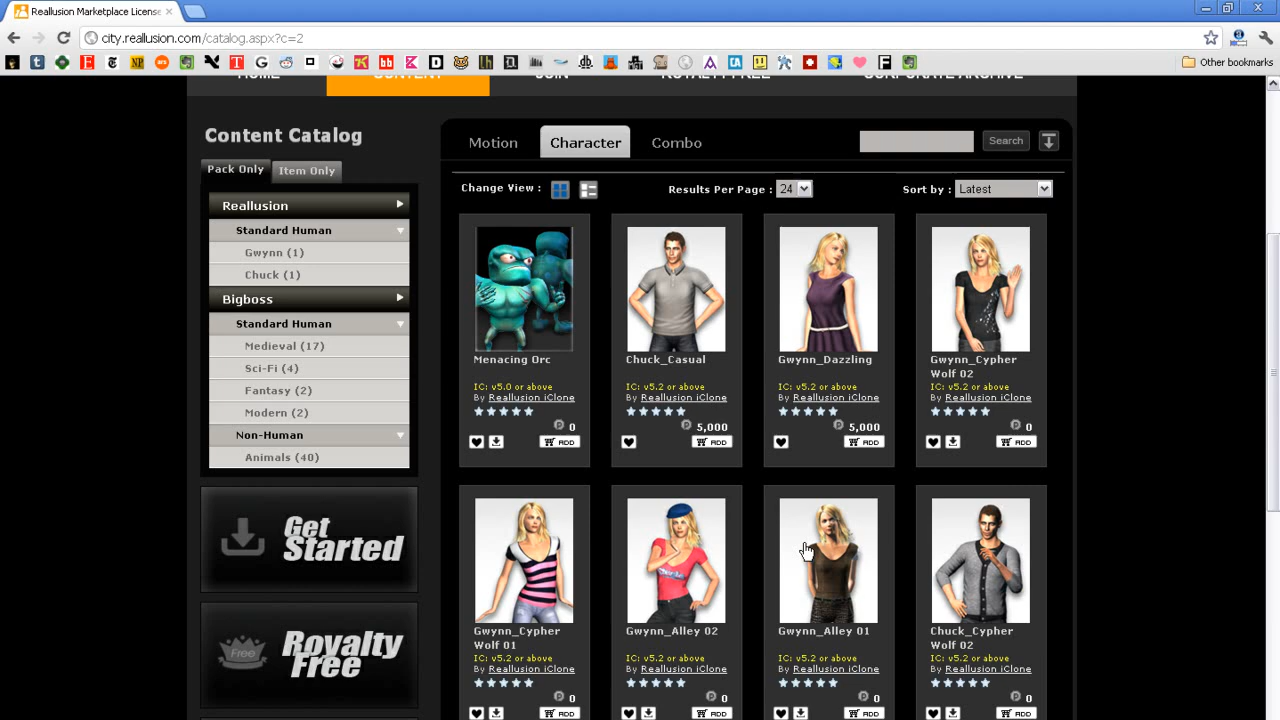 Reallusion Marketplace License
city.reallusion.com/catalog.aspx?c=2
Other bookmarks
HOME CONTENT JOIN ROYALTY FREE CORPORATE ARCHIVE
Content Catalog
Pack Only
Item Only
Reallusion
Standard Human
Gwynn (1)
Chuck (1)
Bigboss
Standard Human
Medieval (17)
Sci-Fi (4)
Fantasy (2)
Modern (2)
Non-Human
Animals (40)
Get
Started
Free
Royalty
Free
Motion Character Combo
Search
Change View : Results Per Page : 24 Sort by : Latest
Menacing Orc
IC: v5.0 or above
By Reallusion iClone
P 0
ADD
Chuck_Casual
IC: v5.2 or above
By Reallusion iClone
P 5,000
ADD
Gwynn_Dazzling
IC: v5.2 or above
By Reallusion iClone
P 5,000
ADD
Gwynn_Cypher
Wolf 02
IC: v5.2 or above
By Reallusion iClone
P 0
ADD
Gwynn_Cypher
Wolf 01
IC: v5.2 or above
By Reallusion iClone
P 0
ADD
Gwynn_Alley 02
IC: v5.2 or above
By Reallusion iClone
P 0
ADD
Gwynn_Alley 01
IC: v5.2 or above
By Reallusion iClone
P 0
ADD
Chuck_Cypher
Wolf 02
IC: v5.2 or above
By Reallusion iClone
P 0
ADD